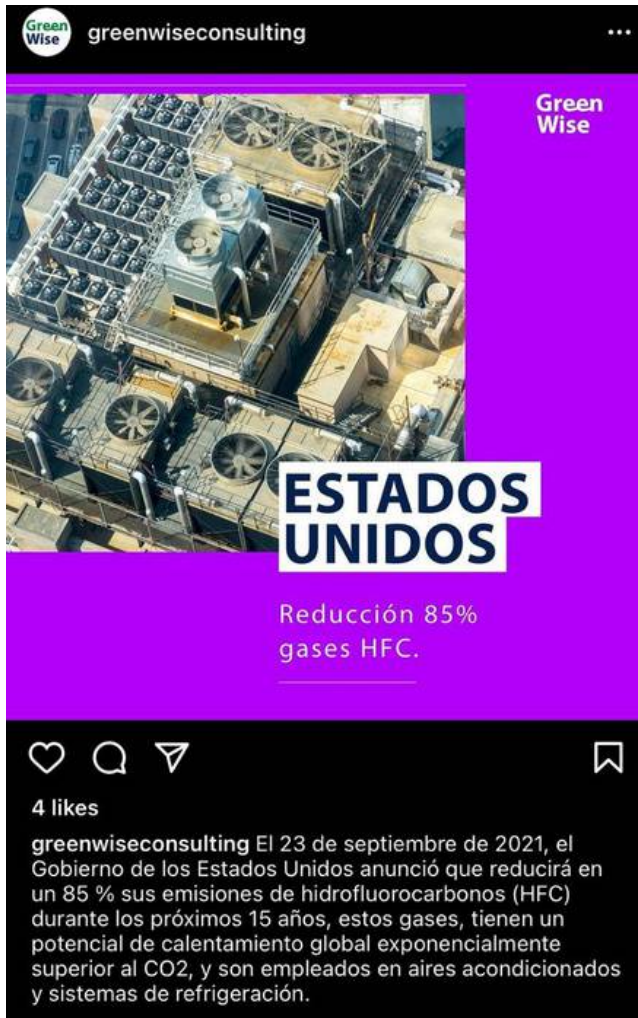 Green
Wise
greenwiseconsulting
Green
Wise
ESTADOS
UNIDOS
Reducción 85%
gases HFC.
4 likes
greenwiseconsulting El 23 de septiembre de 2021, el
Gobierno de los Estados Unidos anunció que reducirá en
un 85 % sus emisiones de hidrofluorocarbonos (HFC)
durante los próximos 15 años, estos gases, tienen un
potencial de calentamiento global exponencialmente
superior al CO2, y son empleados en aires acondicionados
y sistemas de refrigeración.